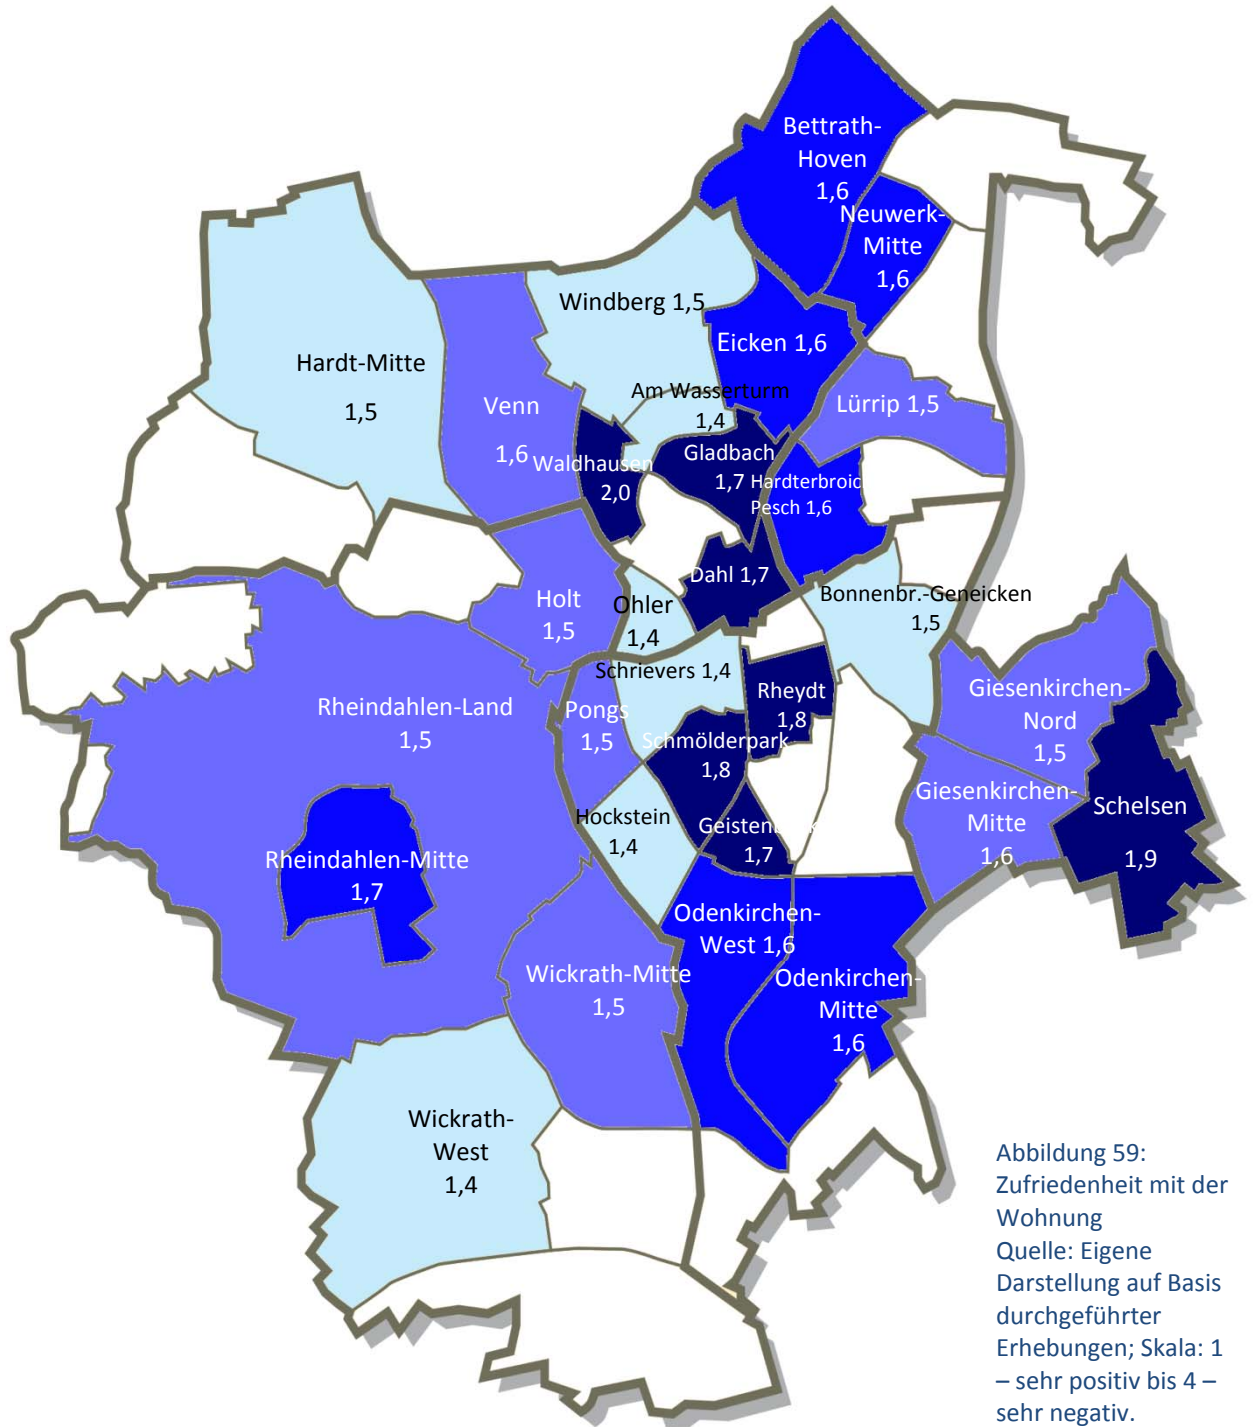 Bettrath-
Hoven
1,6
Neuwerk-
Mitte
1,6
Windberg 1,5
Eicken 1,6
Hardt-Mitte
1,5
Venn
1,6
Am Wasserturm
1,4
Lürrip 1,5
Waldhausen
2,0
Gladbach
1,7
Hardterbroich
Pesch 1,6
Dahl 1,7
Holt
1,5
Ohler
1,4
Bonnenbr.-Geneicken
1,5
Schrievers 1,4
Rheydt
1,8
Giesenkirchen-
Nord
1,5
Rheindahlen-Land
1,5
Pongs
1,5
Schmölderpark
1,8
Giesenkirchen-
Mitte
1,6
Schelsen
1,9
Hockstein
1,4
Geistenbeck
1,7
Rheindahlen-Mitte
1,7
Odenkirchen-
West 1,6
Wickrath-Mitte
1,5
Odenkirchen-
Mitte
1,6
Wickrath-
West
1,4
Abbildung 59:
Zufriedenheit mit der
Wohnung
Quelle: Eigene
Darstellung auf Basis
durchgeführter
Erhebungen; Skala: 1
– sehr positiv bis 4 –
sehr negativ.